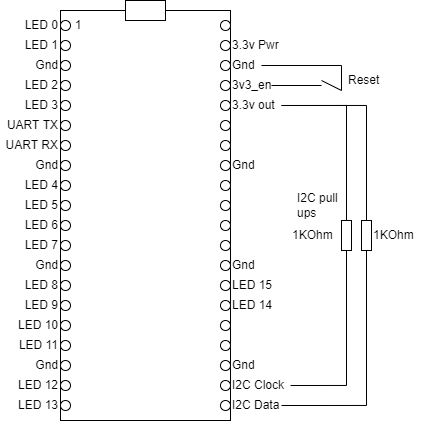 LED 0 1
LED 1 3.3v Pwr
Gnd Gnd
LED 2 3v3_en Reset
LED 3 3.3v out
UART TX
UART RX
Gnd Gnd
LED 4
LED 5 I2C pull
ups
LED 6
LED 7 1KOhm 1KOhm
Gnd Gnd
LED 8 LED 15
LED 9 LED 14
LED 10
LED 11
Gnd Gnd
LED 12 I2C Clock
LED 13 I2C Data